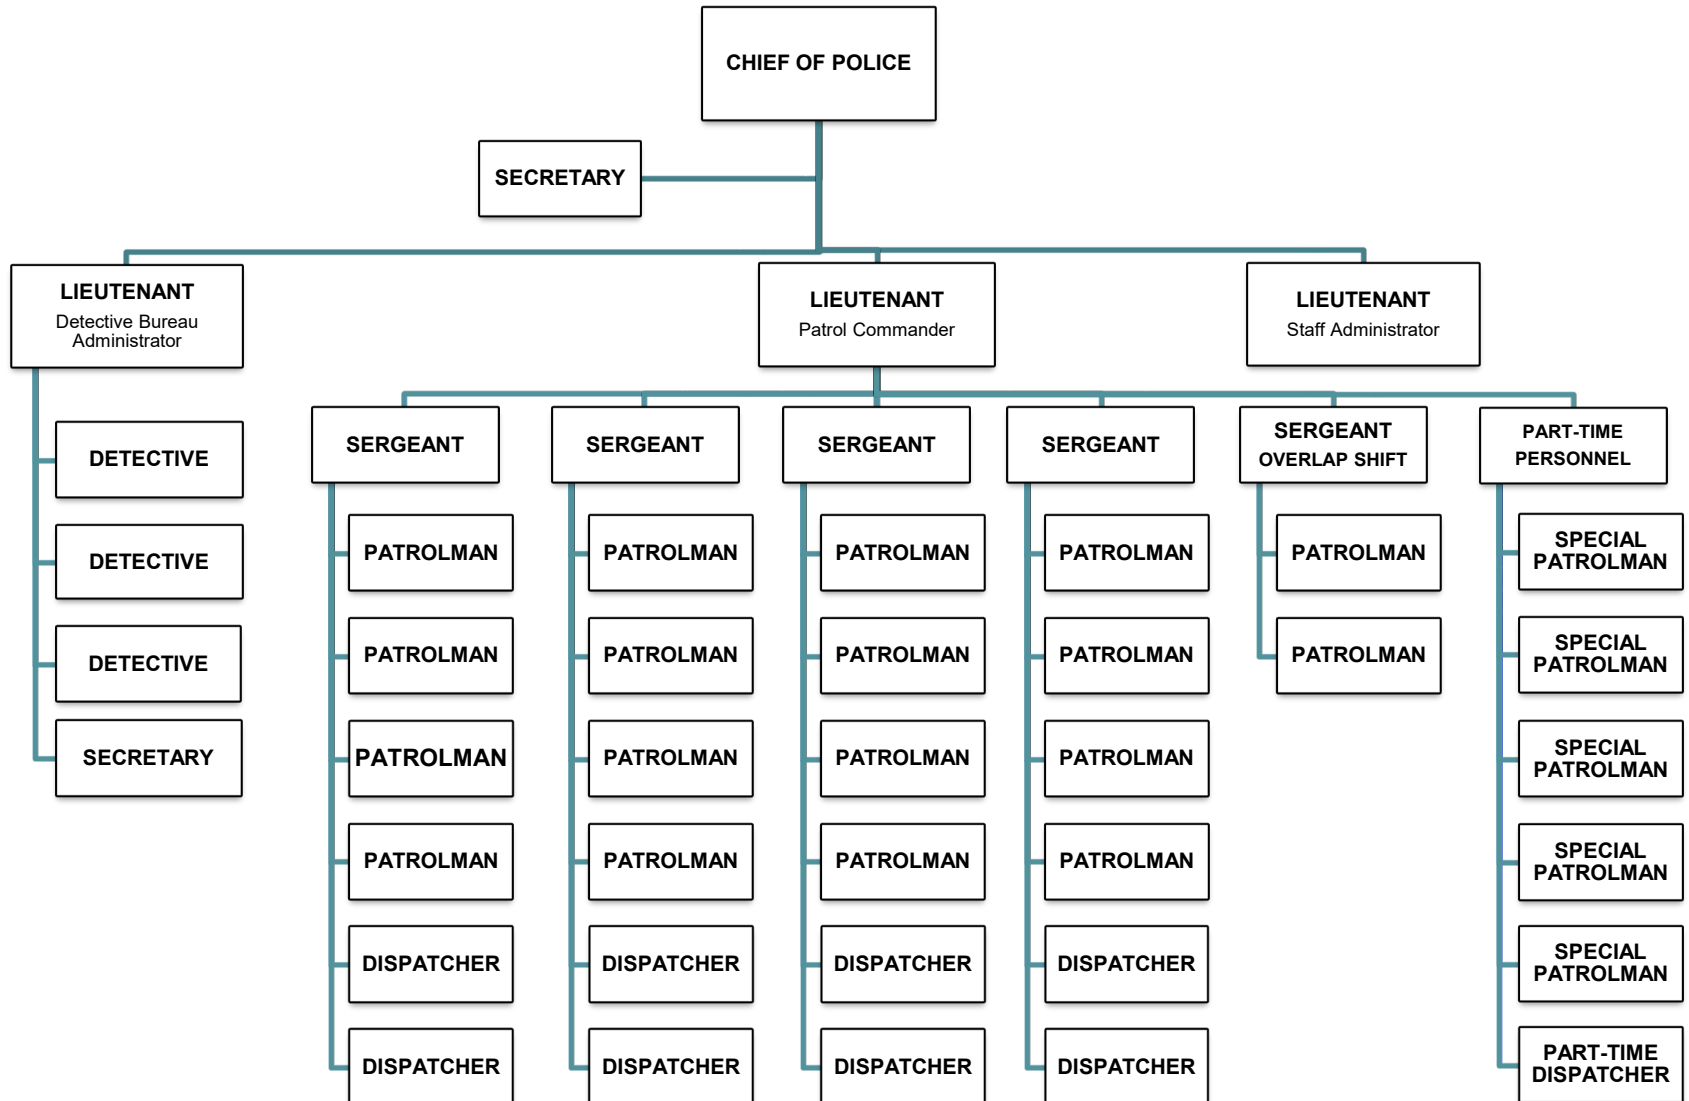 CHIEF OF POLICE
SECRETARY
LIEUTENANT
Detective Bureau
Administrator
LIEUTENANT
Patrol Commander
LIEUTENANT
Staff Administrator
DETECTIVE
DETECTIVE
DETECTIVE
SECRETARY
SERGEANT
PATROLMAN
PATROLMAN
PATROLMAN
PATROLMAN
DISPATCHER
DISPATCHER
SERGEANT
PATROLMAN
PATROLMAN
PATROLMAN
PATROLMAN
DISPATCHER
DISPATCHER
SERGEANT
PATROLMAN
PATROLMAN
PATROLMAN
PATROLMAN
DISPATCHER
DISPATCHER
SERGEANT
PATROLMAN
PATROLMAN
PATROLMAN
PATROLMAN
DISPATCHER
DISPATCHER
SERGEANT
OVERLAP SHIFT
PATROLMAN
PATROLMAN
PART-TIME
PERSONNEL
SPECIAL
PATROLMAN
SPECIAL
PATROLMAN
SPECIAL
PATROLMAN
SPECIAL
PATROLMAN
SPECIAL
PATROLMAN
PART-TIME
DISPATCHER